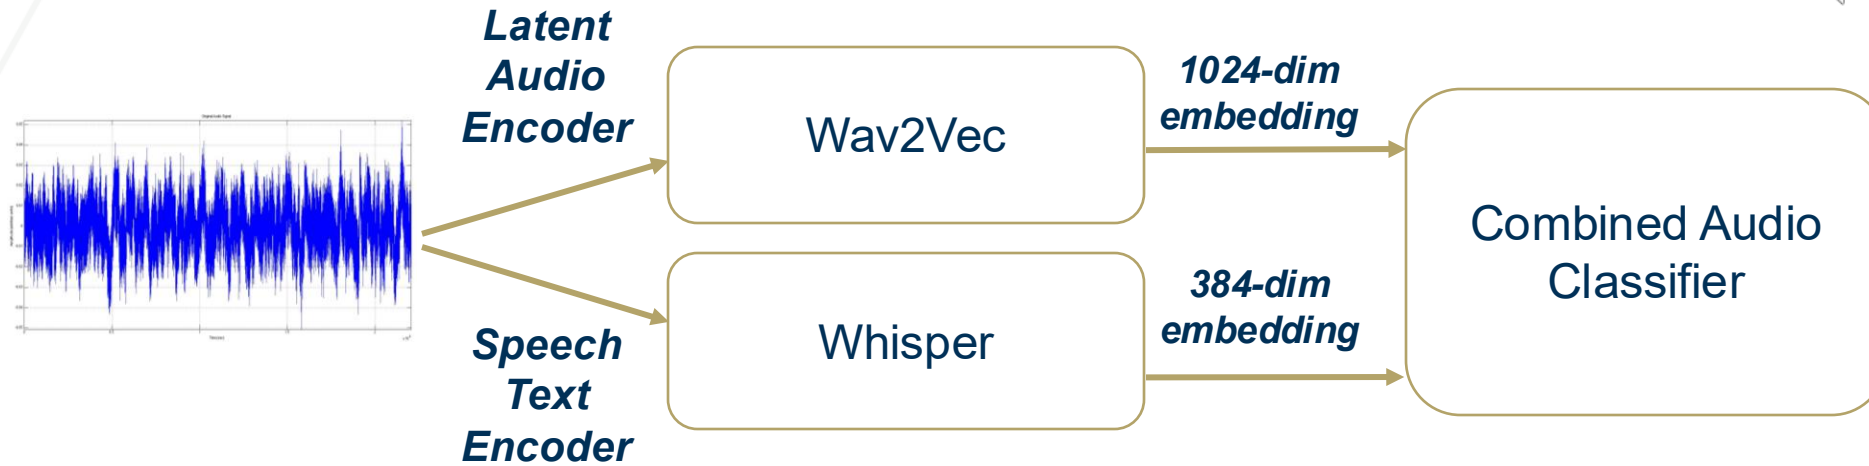 Latent
Audio
Encoder
Wav2Vec
1024-dim
embedding
Combined Audio
Classifier
Speech
Text
Encoder
Whisper
384-dim
embedding